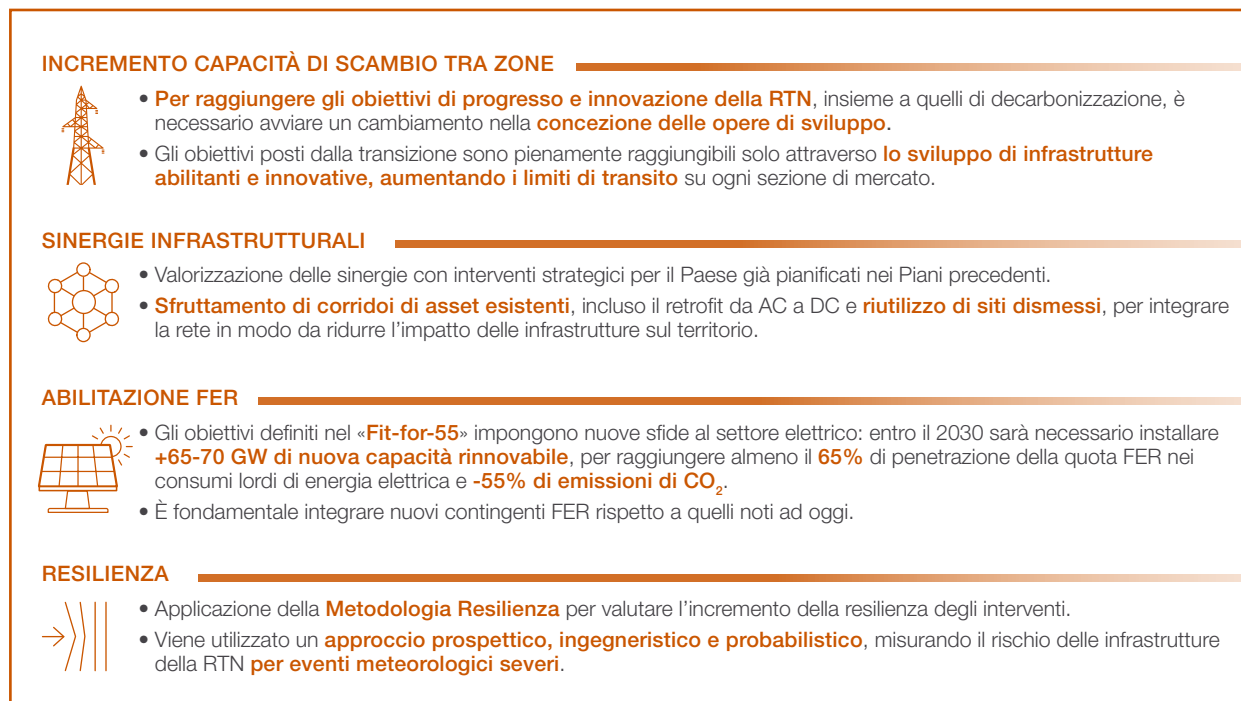 INCREMENTO CAPACITÀ DI SCAMBIO TRA ZONE
• Per raggiungere gli obiettivi di progresso e innovazione della RTN, insieme a quelli di decarbonizzazione, è
necessario avviare un cambiamento nella concezione delle opere di sviluppo.
• Gli obiettivi posti dalla transizione sono pienamente raggiungibili solo attraverso lo sviluppo di infrastrutture
abilitanti e innovative, aumentando i limiti di transito su ogni sezione di mercato.
SINERGIE INFRASTRUTTURALI
• Valorizzazione delle sinergie con interventi strategici per il Paese già pianificati nei Piani precedenti.
• Sfruttamento di corridoi di asset esistenti, incluso il retrofit da AC a DC e riutilizzo di siti dismessi, per integrare
la rete in modo da ridurre l’impatto delle infrastrutture sul territorio.
ABILITAZIONE FER
• Gli obiettivi definiti nel «Fit-for-55» impongono nuove sfide al settore elettrico: entro il 2030 sarà necessario installare
+65-70 GW di nuova capacità rinnovabile, per raggiungere almeno il 65% di penetrazione della quota FER nei
consumi lordi di energia elettrica e -55% di emissioni di CO₂.
• È fondamentale integrare nuovi contingenti FER rispetto a quelli noti ad oggi.
RESILIENZA
• Applicazione della Metodologia Resilienza per valutare l’incremento della resilienza degli interventi.
• Viene utilizzato un approccio prospettico, ingegneristico e probabilistico, misurando il rischio delle infrastrutture
della RTN per eventi meteorologici severi.